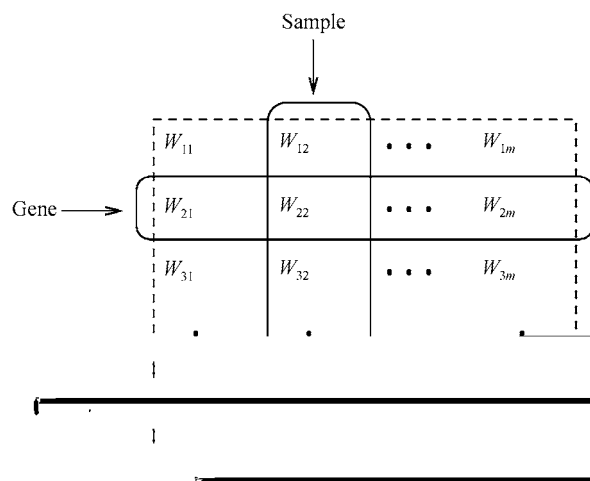 Sample
W11 W12 • • • W1m
Gene W21 W22 • • • W2m
W31 W32 • • • W3m